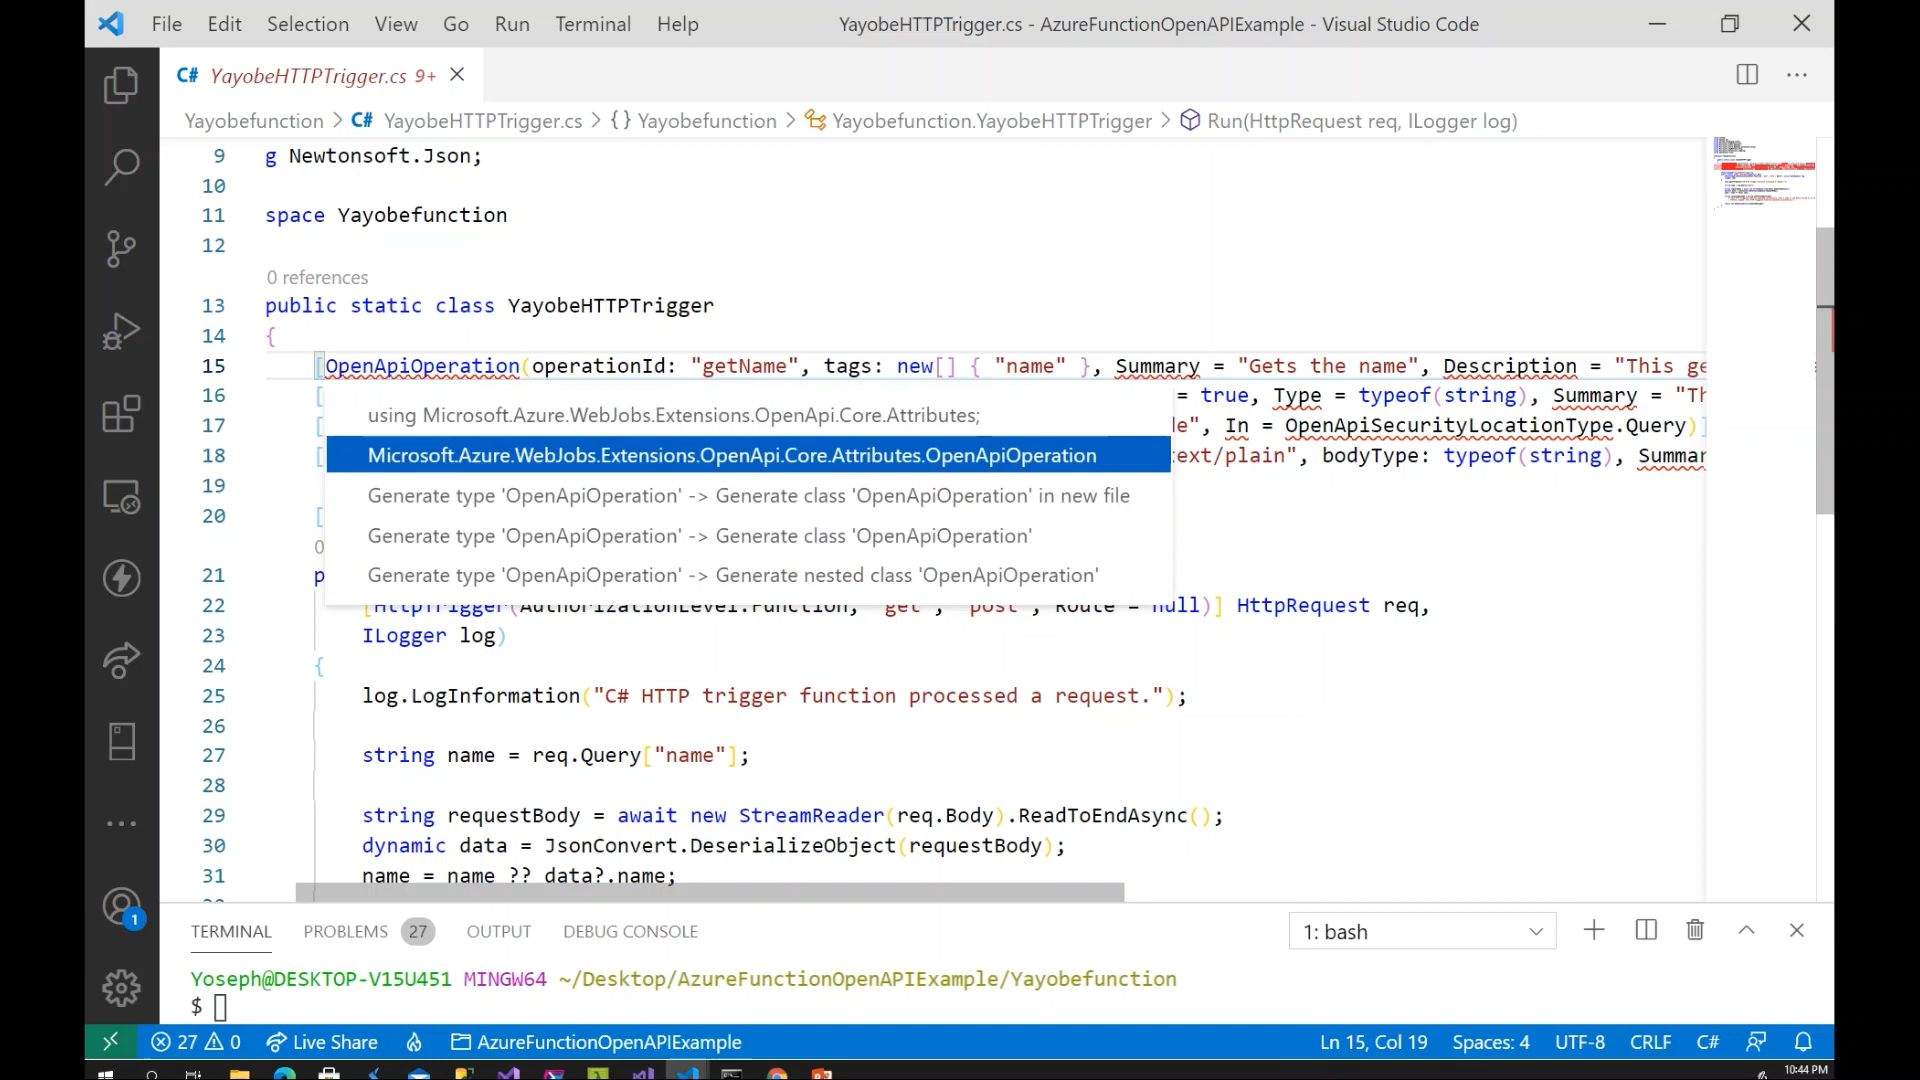 File Edit Selection View Go Run Terminal Help YayobeHTTPTrigger.cs - AzureFunctionOpenAPIExample - Visual Studio Code
C# YayobeHTTPTrigger.cs 9+
Yayobefunction > C# YayobeHTTPTrigger.cs > {} Yayobefunction > Yayobefunction.YayobeHTTPTrigger > Run(HttpRequest req, ILogger log)
9 g Newtonsoft.Json;
10
11 space Yayobefunction
12
0 references
13 public static class YayobeHTTPTrigger
14 {
15 [OpenApiOperation(operationId: "getName", tags: new[] { "name" }, Summary = "Gets the name", Description = "This ge
16 [ = true, Type = typeof(string), Summary = "Th
using Microsoft.Azure.WebJobs.Extensions.OpenApi.Core.Attributes;
17 [ le", In = OpenApiSecurityLocationType.Query)]
Microsoft.Azure.WebJobs.Extensions.OpenApi.Core.Attributes.OpenApiOperation
18 [ ext/plain", bodyType: typeof(string), Summar
19
Generate type 'OpenApiOperation' -> Generate class 'OpenApiOperation' in new file
20 [
Generate type 'OpenApiOperation' -> Generate class 'OpenApiOperation'
0
Generate type 'OpenApiOperation' -> Generate nested class 'OpenApiOperation'
21 p
22 [HttpTrigger(AuthorizationLevel.Function, "get", "post", Route = null)] HttpRequest req,
23 ILogger log)
24 {
25 log.LogInformation("C# HTTP trigger function processed a request.");
26
27 string name = req.Query["name"];
28
29 string requestBody = await new StreamReader(req.Body).ReadToEndAsync();
30 dynamic data = JsonConvert.DeserializeObject(requestBody);
31 name = name ?? data?.name;
TERMINAL PROBLEMS 27 OUTPUT DEBUG CONSOLE 1: bash
1
Yoseph@DESKTOP-V15U451 MINGW64 ~/Desktop/AzureFunctionOpenAPIExample/Yayobefunction
$
27 0 Live Share AzureFunctionOpenAPIExample Ln 15, Col 19 Spaces: 4 UTF-8 CRLF C#
10:44 PM